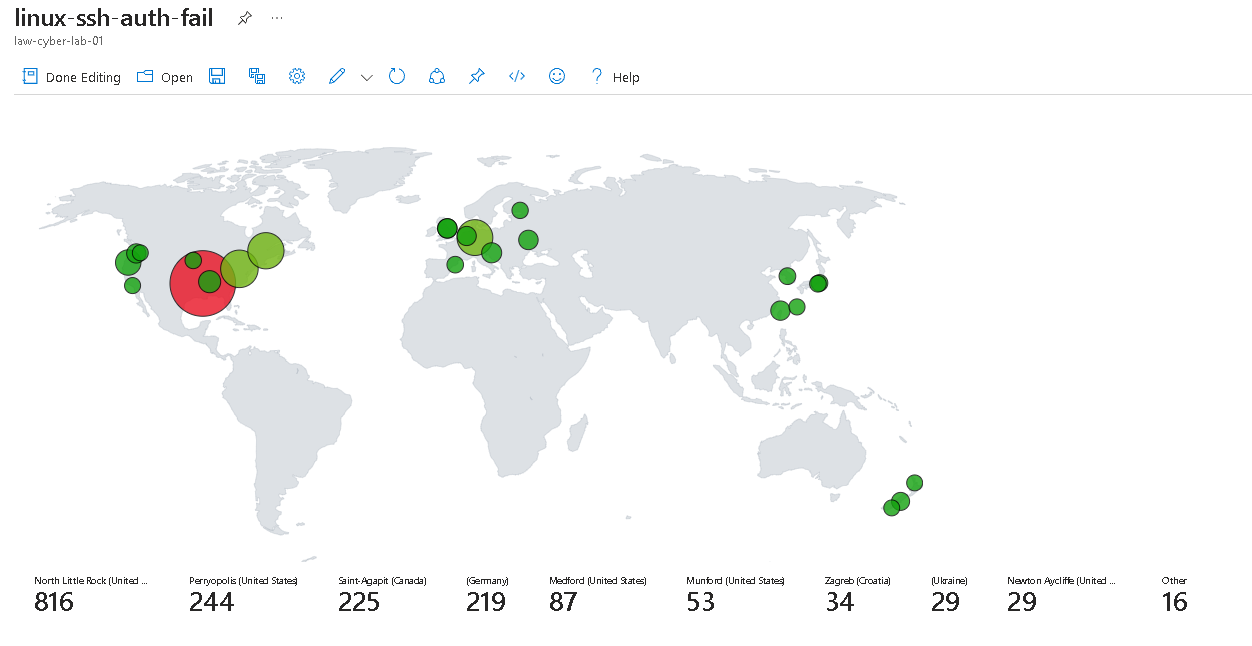 linux-ssh-auth-fail
law-cyber-lab-01
Done Editing Open Help
North Little Rock (United ... Perryopolis (United States) Saint-Agapit (Canada) (Germany) Medford (United States) Munford (United States) Zagreb (Croatia) (Ukraine) Newton Aycliffe (United ... Other
816 244 225 219 87 53 34 29 29 16